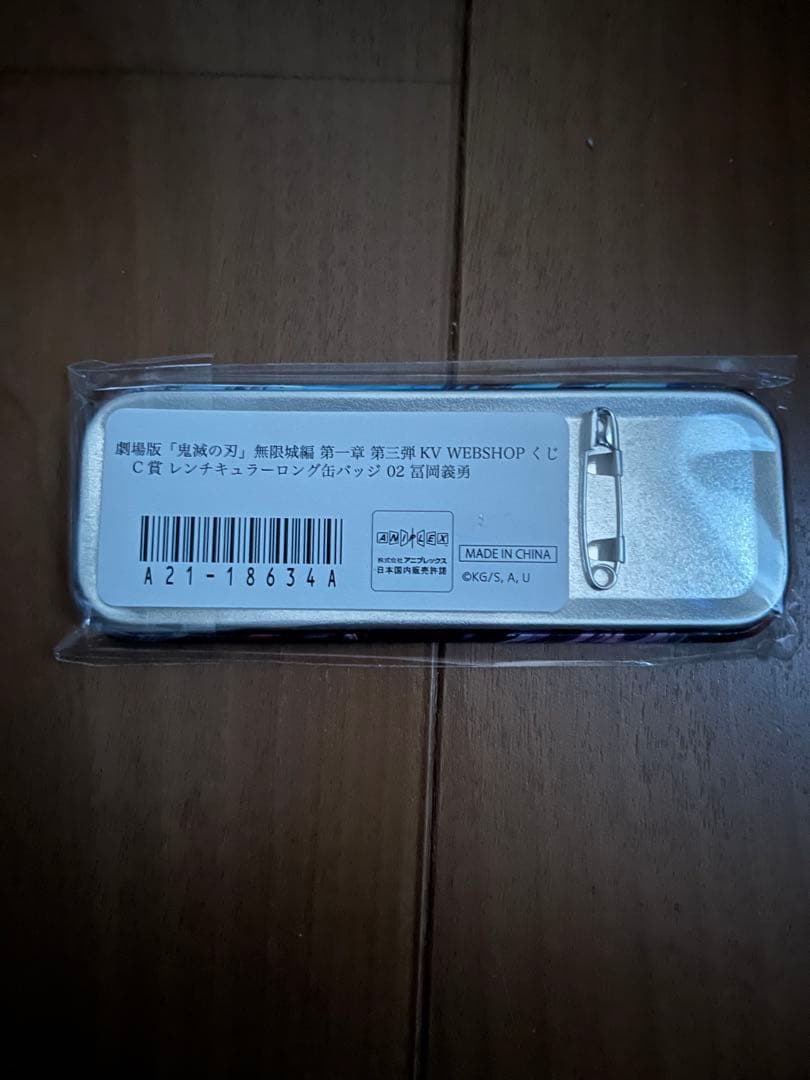 劇場版「鬼滅の刃」無限城編 第一章 第三弾 KV WEBSHOP くじ
C賞 レンチキュラーロング缶バッジ 02 冨岡義勇
A21-18634A
ANIPLEX
株式会社アニプレックス
日本国内販売許諾
MADE IN CHINA
©KG/S, A, U